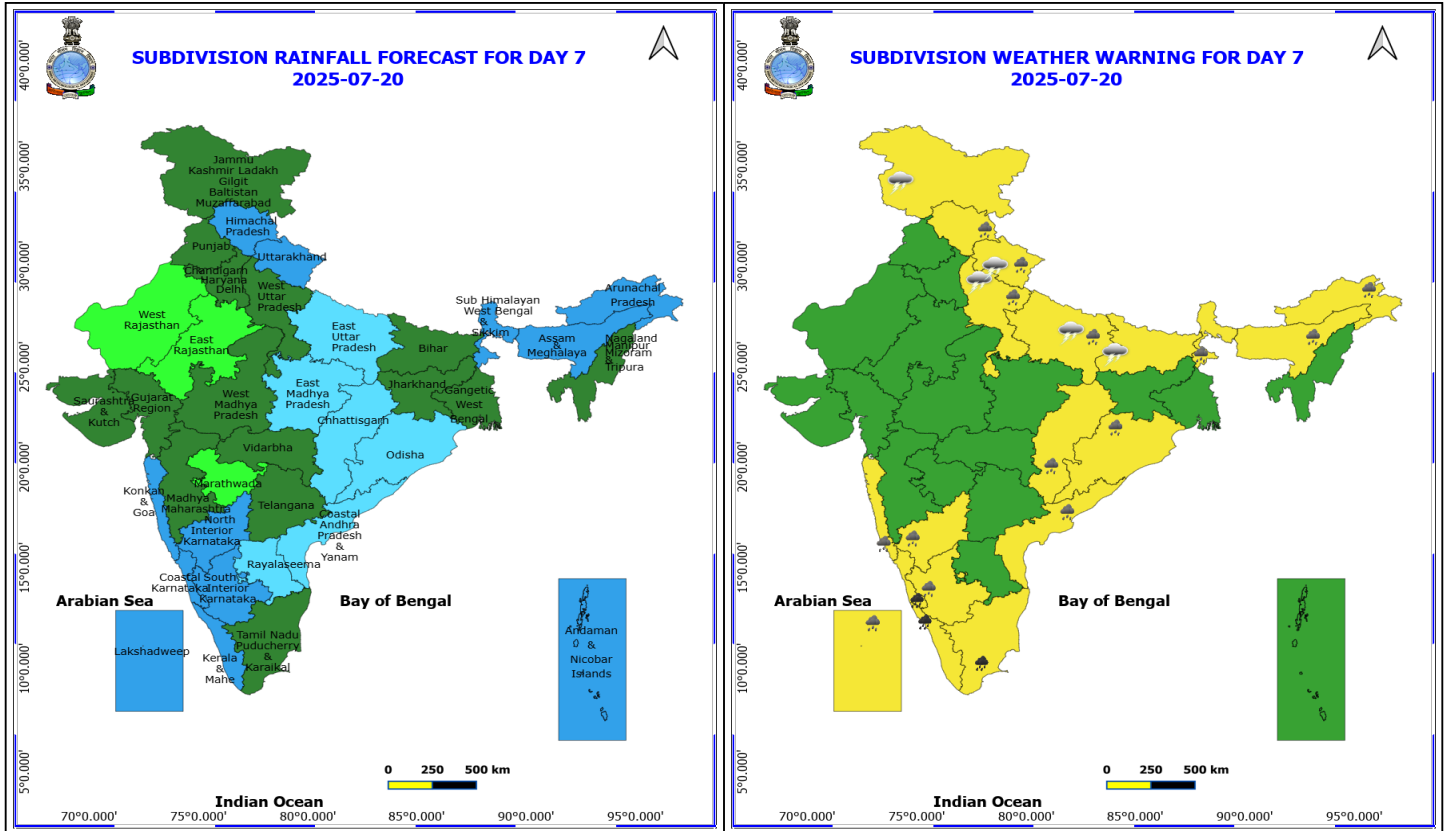 SUBDIVISION RAINFALL FORECAST FOR DAY 7
2025-07-20
40°0.000'
35°0.000'
30°0.000'
25°0.000'
20°0.000'
15°0.000'
10°0.000'
5°0.000'
Jammu
Kashmir Ladakh
Gilgit
Baltistan
Muzaffarabad
Himachal
Pradesh
Punjab
Uttarakhand
Chandigarh
Haryana
Delhi
West
Uttar
Pradesh
West
Rajasthan
East
Rajasthan
East
Uttar
Pradesh
Sub Himalayan
West Bengal
&
Sikkim
Arunachal
Pradesh
Assam
&
Meghalaya
Nagaland
Manipur
Mizoram
&
Tripura
Bihar
Jharkhand
Gangetic
West
Bengal
Saurashtra
&
Kutch
Gujarat
Region
West
Madhya
Pradesh
East
Madhya
Pradesh
Chhattisgarh
Odisha
Vidarbha
Marathwada
Konkan
&
Goa
Madhya
Maharashtra
Telangana
North
Interior
Karnataka
Coastal
Andhra
Pradesh
&
Yanam
Rayalaseema
Coastal
Karnataka
South
Interior
Karnataka
Arabian Sea
Bay of Bengal
Lakshadweep
Kerala
&
Mahe
Tamil Nadu
Puducherry
&
Karaikal
Andaman
&
Nicobar
Islands
0 250 500 km
Indian Ocean
70°0.000' 75°0.000' 80°0.000' 85°0.000' 90°0.000' 95°0.000'
SUBDIVISION WEATHER WARNING FOR DAY 7
2025-07-20
40°0.000'
35°0.000'
30°0.000'
25°0.000'
20°0.000'
15°0.000'
10°0.000'
5°0.000'
Arabian Sea
Bay of Bengal
0 250 500 km
Indian Ocean
70°0.000' 75°0.000' 80°0.000' 85°0.000' 90°0.000' 95°0.000'